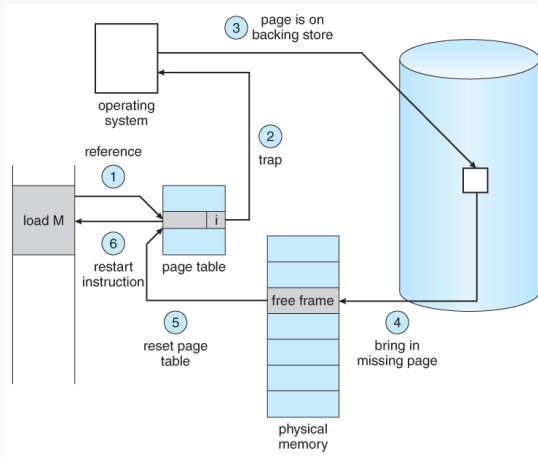 3
page is on
backing store
operating
system
2
trap
reference
1
load M
i
6
restart
instruction
page table
free frame
5
reset page
table
4
bring in
missing page
physical
memory